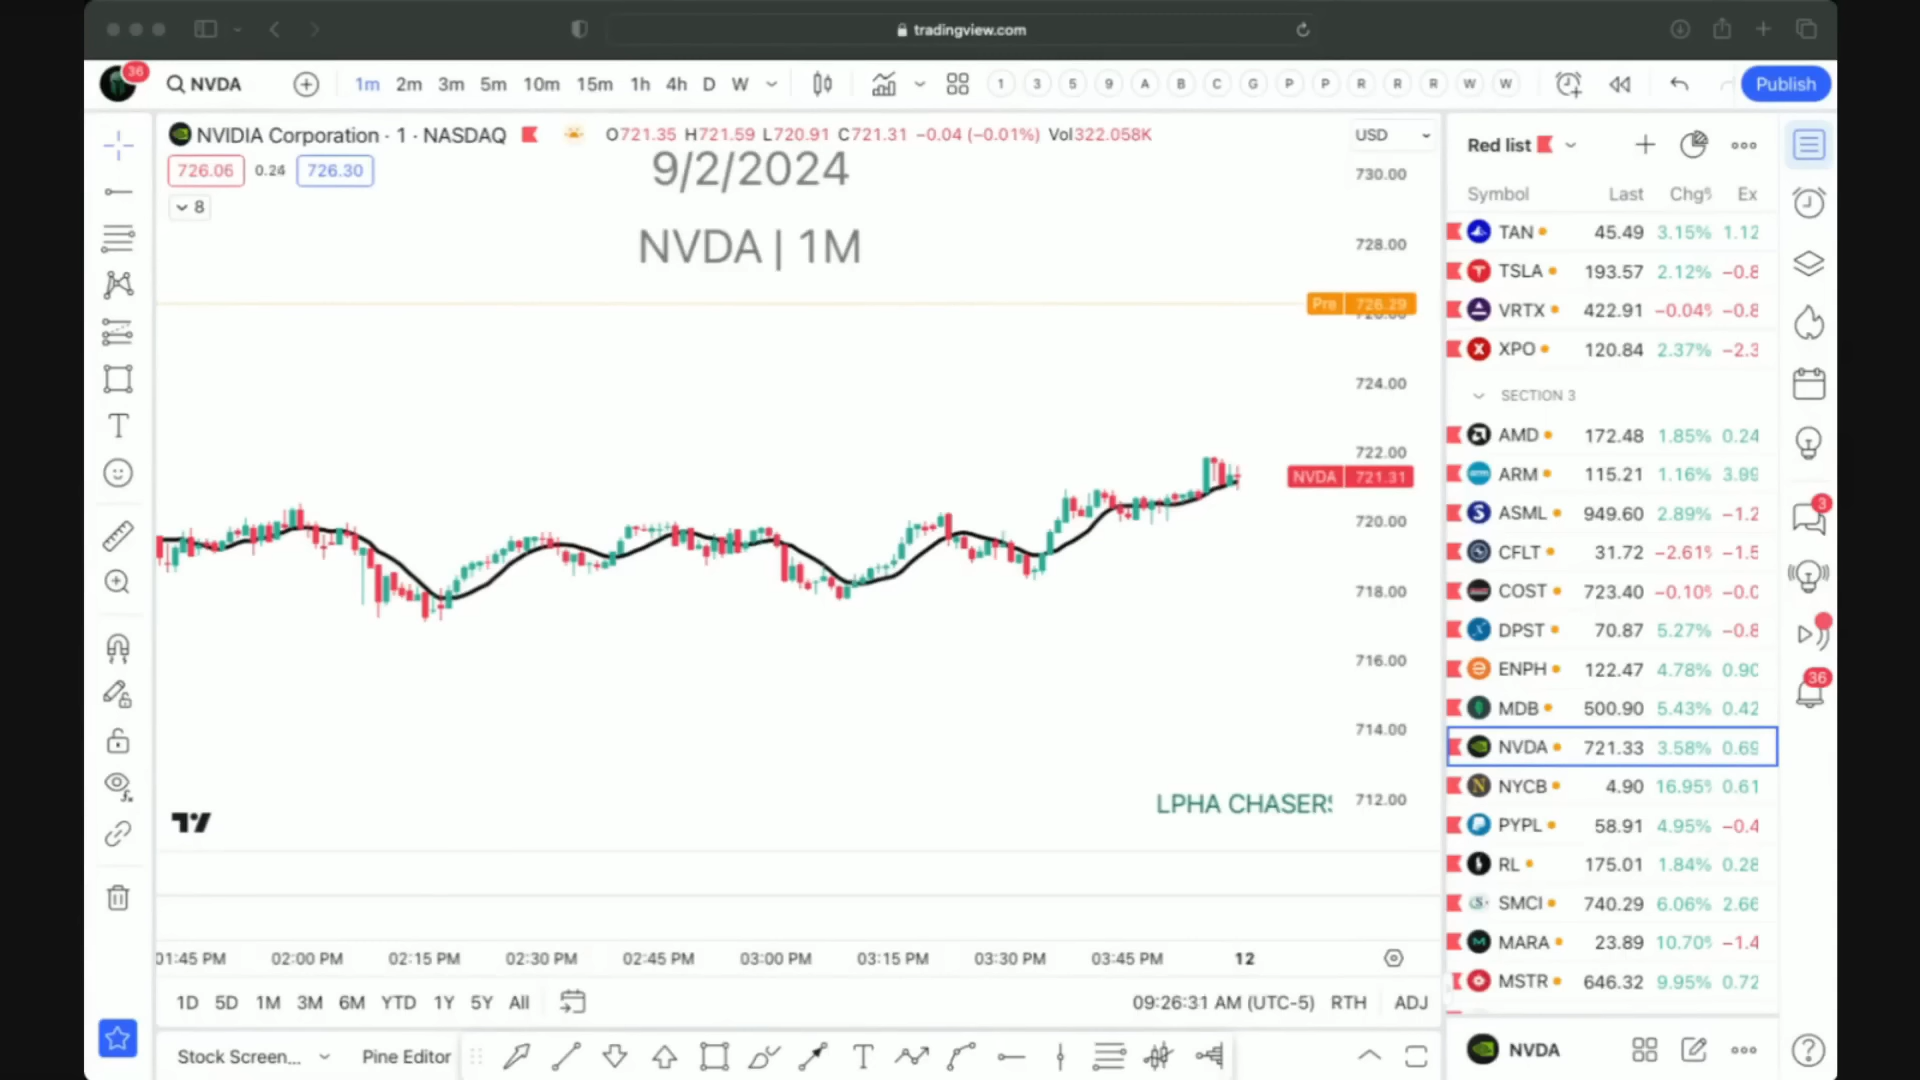 tradingview.com
36
NVDA
1m 2m 3m 5m 10m 15m 1h 4h D W
1 3 5 9 A B C G P P R R R W W
Publish
NVIDIA Corporation · 1 · NASDAQ
O721.35 H721.59 L720.91 C721.31 −0.04 (−0.01%) Vol322.058K
USD
726.06 0.24 726.30
8
9/2/2024
NVDA | 1M
730.00
728.00
Pre 726.29
724.00
722.00
NVDA 721.31
720.00
718.00
716.00
714.00
712.00
LPHA CHASERS
01:45 PM 02:00 PM 02:15 PM 02:30 PM 02:45 PM 03:00 PM 03:15 PM 03:30 PM 03:45 PM 12
1D 5D 1M 3M 6M YTD 1Y 5Y All
09:26:31 AM (UTC-5) RTH ADJ
Stock Screen... Pine Editor
Red list
Symbol Last Chg% Ex
TAN 45.49 3.15% 1.12
TSLA 193.57 2.12% −0.8
VRTX 422.91 −0.04% −0.8
XPO 120.84 2.37% −2.3
SECTION 3
AMD 172.48 1.85% 0.24
ARM 115.21 1.16% 3.99
ASML 949.60 2.89% −1.2
CFLT 31.72 −2.61% −1.5
COST 723.40 −0.10% −0.0
DPST 70.87 5.27% −0.8
ENPH 122.47 4.78% 0.90
MDB 500.90 5.43% 0.42
NVDA 721.33 3.58% 0.69
NYCB 4.90 16.95% 0.61
PYPL 58.91 4.95% −0.4
RL 175.01 1.84% 0.28
SMCI 740.29 6.06% 2.66
MARA 23.89 10.70% −1.4
MSTR 646.32 9.95% 0.72
NVDA
3
36